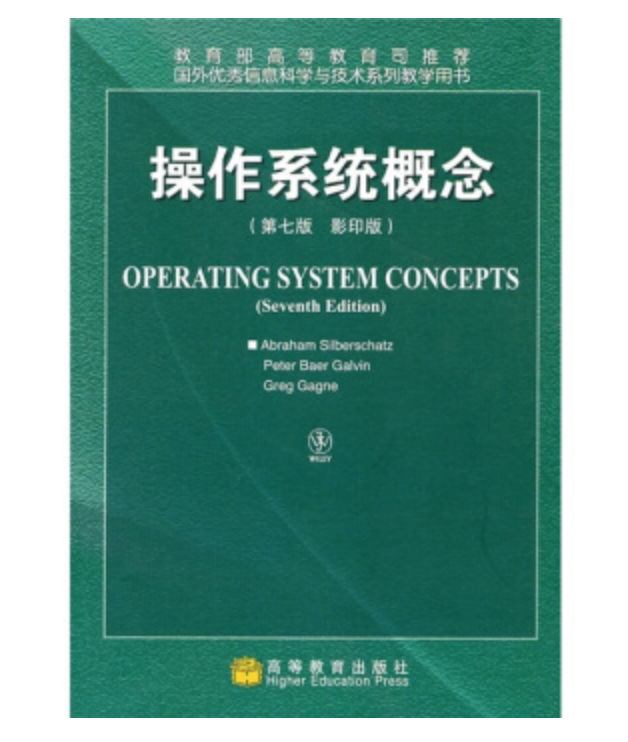 教育部高等教育司推荐
国外优秀信息科学与技术系列教学用书
操作系统概念
(第七版 影印版)
OPERATING SYSTEM CONCEPTS
(Seventh Edition)
■ Abraham Silberschatz
Peter Baer Galvin
Greg Gagne
WILEY
高等教育出版社
Higher Education Press